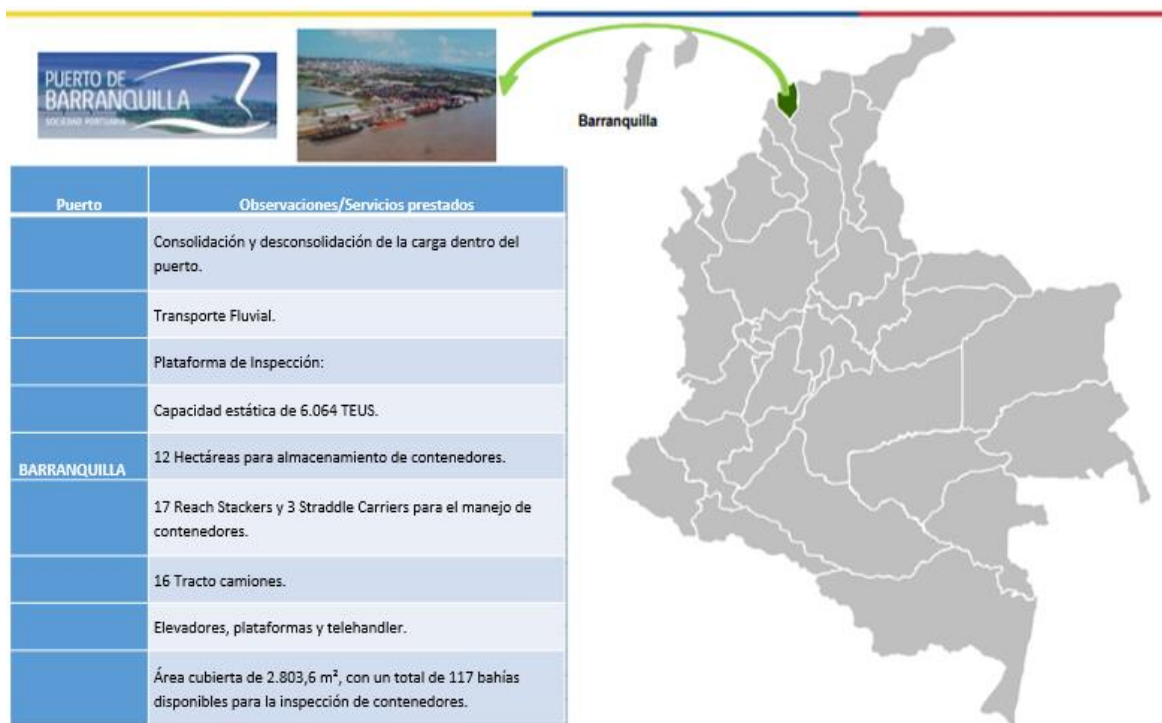 PUERTO DE
BARRANQUILLA
SOCIEDAD PORTUARIA
Barranquilla
Puerto
Observaciones/Servicios prestados
Consolidación y desconsolidación de la carga dentro del
puerto.
Transporte Fluvial.
Plataforma de Inspección:
Capacidad estática de 6.064 TEUS.
BARRANQUILLA
12 Hectáreas para almacenamiento de contenedores.
17 Reach Stackers y 3 Straddle Carriers para el manejo de
contenedores.
16 Tracto camiones.
Elevadores, plataformas y telehandler.
Área cubierta de 2.803,6 m², con un total de 117 bahías
disponibles para la inspección de contenedores.